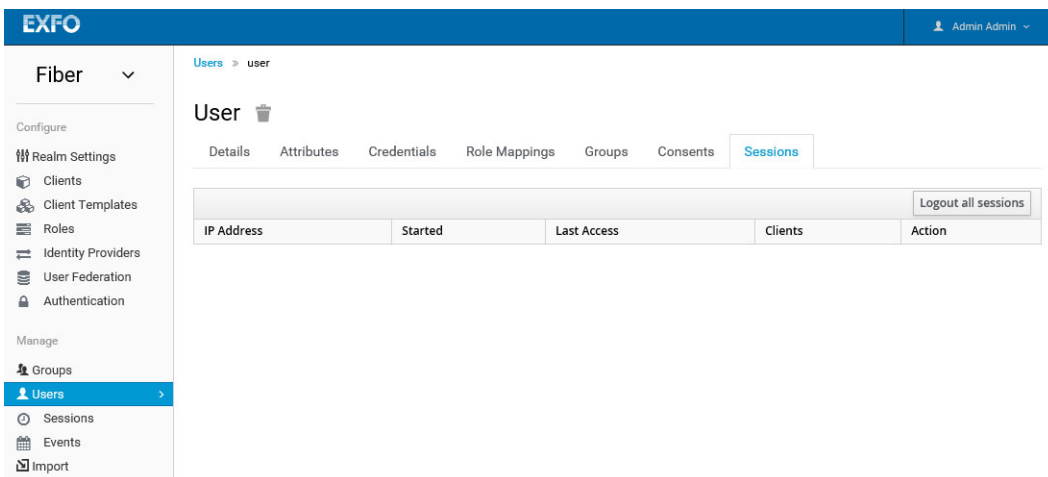 EXFO
Admin Admin
Fiber
Configure
Realm Settings
Clients
Client Templates
Roles
Identity Providers
User Federation
Authentication
Manage
Groups
Users
Sessions
Events
Import
Users » user
User
Details Attributes Credentials Role Mappings Groups Consents Sessions
Logout all sessions
IP Address Started Last Access Clients Action